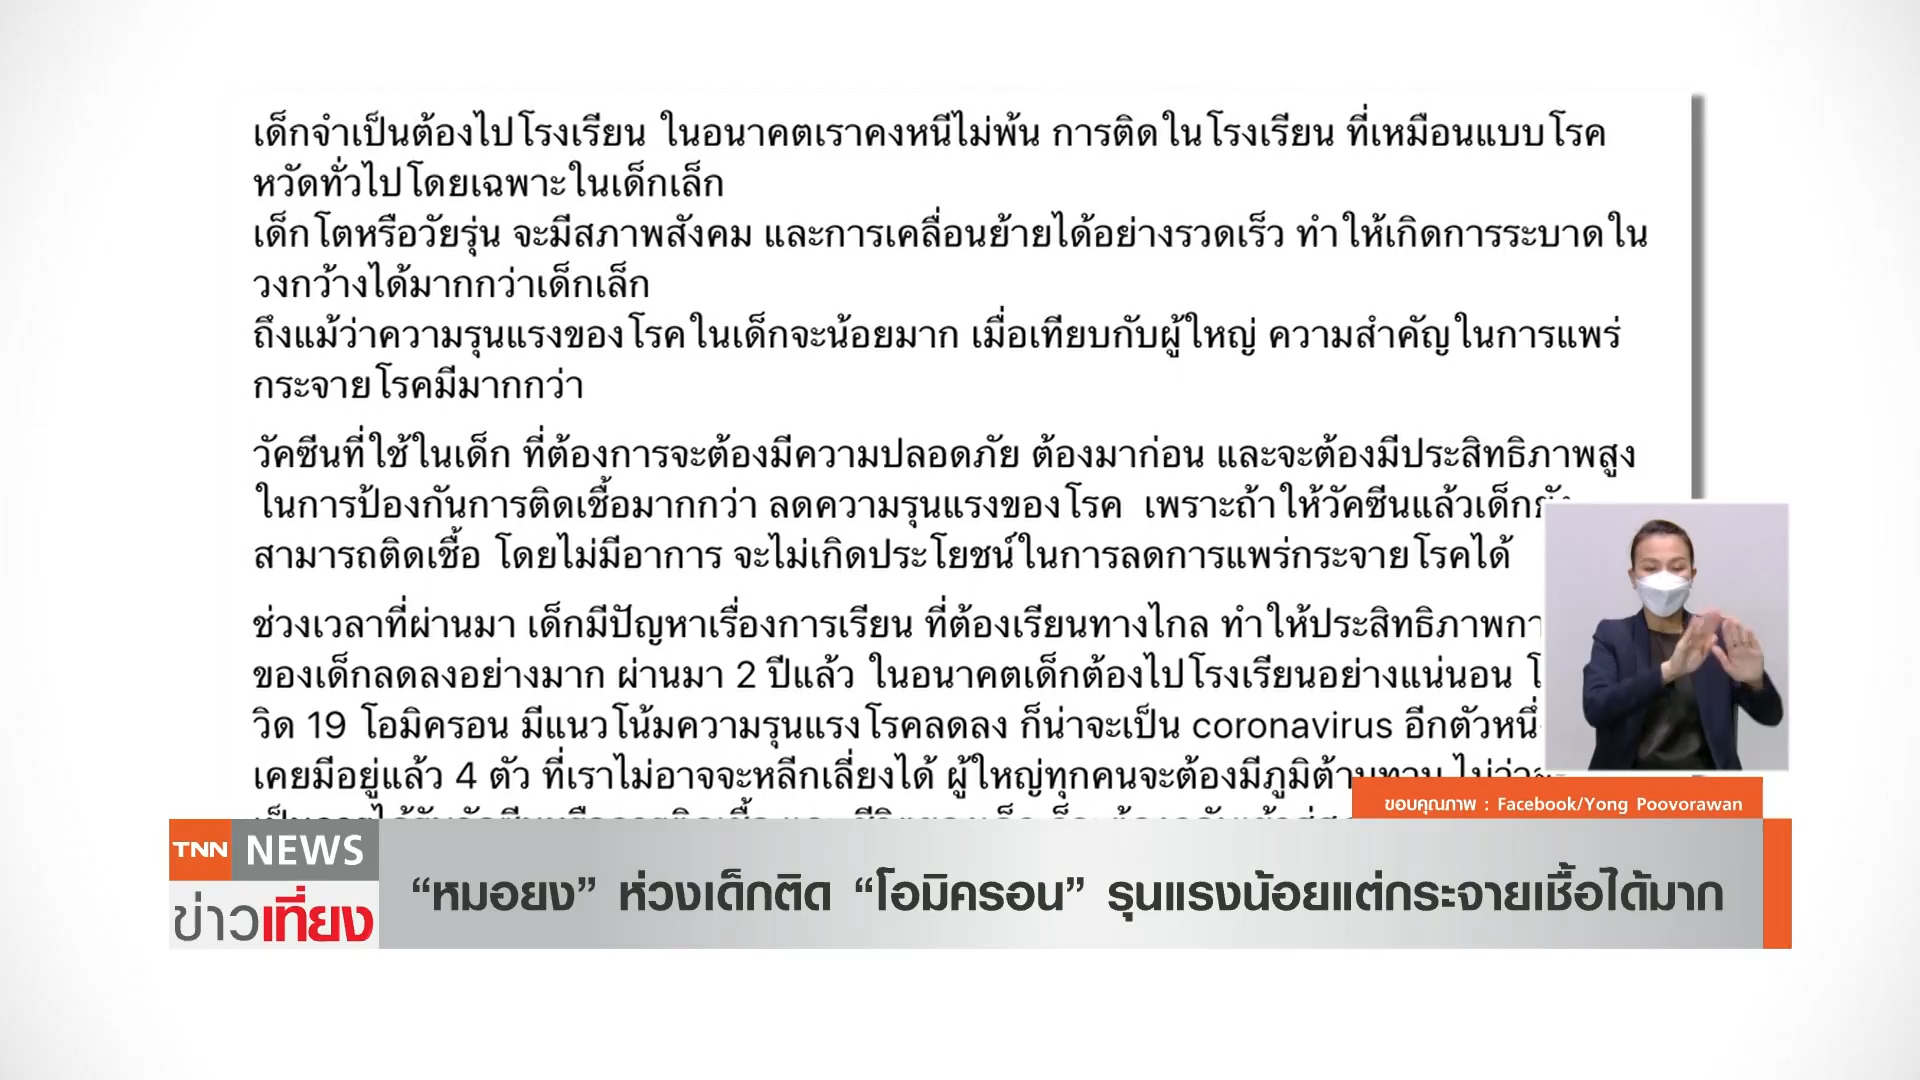 เด็กจำเป็นต้องไปโรงเรียน ในอนาคตเราคงหนีไม่พ้น การติดในโรงเรียน ที่เหมือนแบบโรค
หวัดทั่วไปโดยเฉพาะในเด็กเล็ก
เด็กโตหรือวัยรุ่น จะมีสภาพสังคม และการเคลื่อนย้ายได้อย่างรวดเร็ว ทำให้เกิดการระบาดใน
วงกว้างได้มากกว่าเด็กเล็ก
ถึงแม้ว่าความรุนแรงของโรคในเด็กจะน้อยมาก เมื่อเทียบกับผู้ใหญ่ ความสำคัญในการแพร่
กระจายโรคมีมากกว่า
วัคซีนที่ใช้ในเด็ก ที่ต้องการจะต้องมีความปลอดภัย ต้องมาก่อน และจะต้องมีประสิทธิภาพสูง
ในการป้องกันการติดเชื้อมากกว่า ลดความรุนแรงของโรค เพราะถ้าให้วัคซีนแล้วเด็ก
สามารถติดเชื้อ โดยไม่มีอาการ จะไม่เกิดประโยชน์ในการลดการแพร่กระจายโรคได้
ช่วงเวลาที่ผ่านมา เด็กมีปัญหาเรื่องการเรียน ที่ต้องเรียนทางไกล ทำให้ประสิทธิภาพ
ของเด็กลดลงอย่างมาก ผ่านมา 2 ปีแล้ว ในอนาคตเด็กต้องไปโรงเรียนอย่างแน่นอน
วิด 19 โอมิครอน มีแนวโน้มความรุนแรงโรคลดลง ก็น่าจะเป็น coronavirus อีกตัวหนึ่ง
เคยมีอยู่แล้ว 4 ตัว ที่เราไม่อาจจะหลีกเลี่ยงได้ ผู้ใหญ่ทุกคนจะต้องมีภูมิต้านทาน
ขอบคุณภาพ : Facebook/Yong Poovorawan
TNN NEWS
ข่าวเที่ยง
“หมอยง” ห่วงเด็กติด “โอมิครอน” รุนแรงน้อยแต่กระจายเชื้อได้มาก